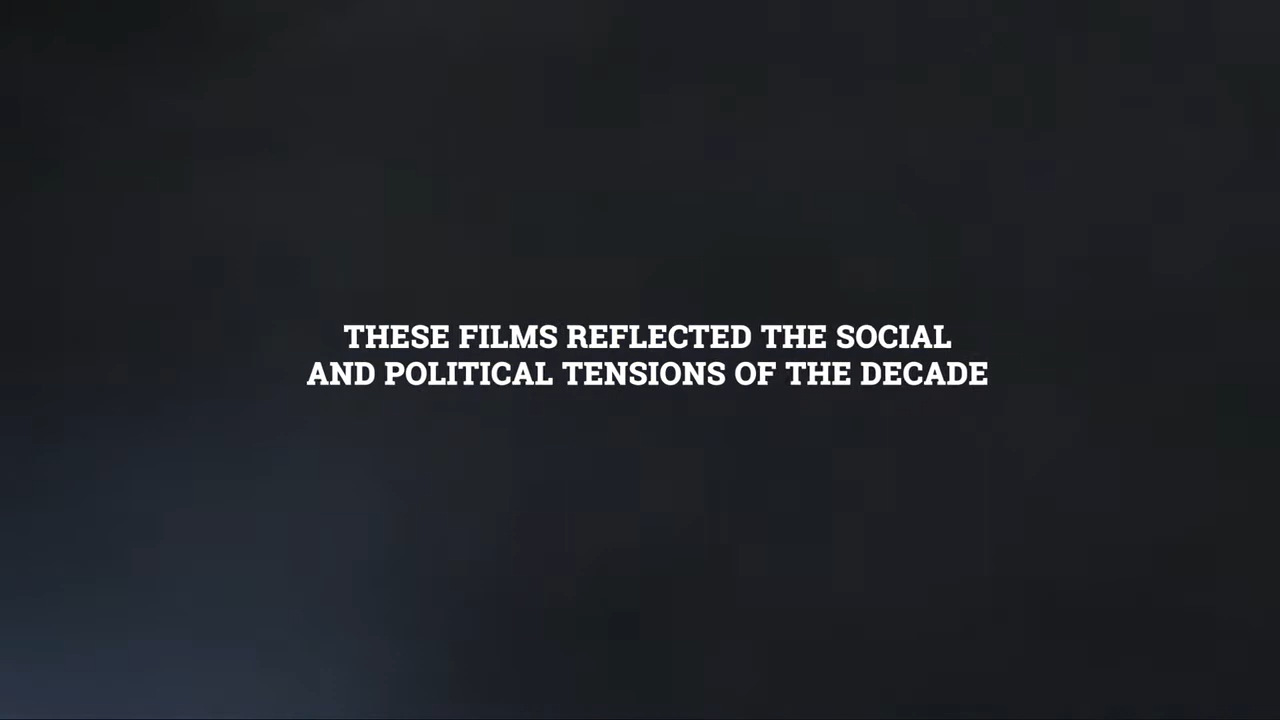 THESE FILMS REFLECTED THE SOCIAL
AND POLITICAL TENSIONS OF THE DECADE